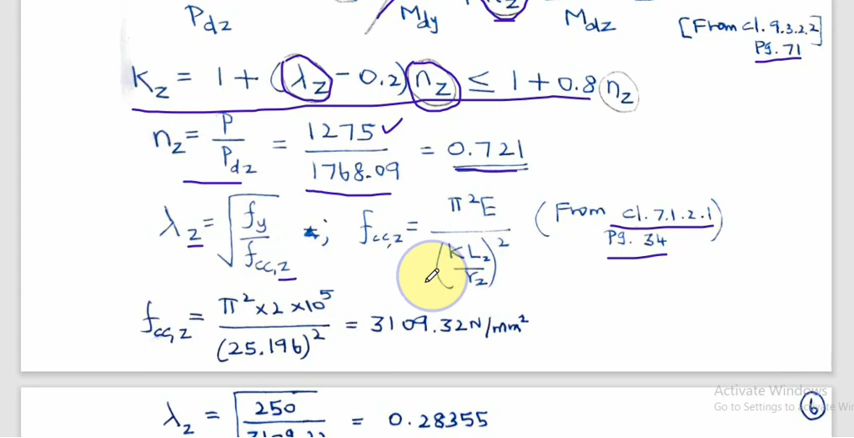 Pdz Mdy Mdz [From cl. 9.3.2.2]
Pg. 71
Kz = 1 + (λz - 0.2) nz ≤ 1 + 0.8 nz
nz = P / Pdz = 1275 / 1768.09 = 0.721
λz = √(fy / fcc,z) ; fcc,z = π²E / (KLz / rz)² (From cl. 7.1.2.1)
Pg. 34
fcc,z = π² × 2 × 10⁵ / (25.196)² = 3109.32 N/mm²
Activate Windows
Go to Settings to activate Win
6
λz = √(250 / = 0.28355